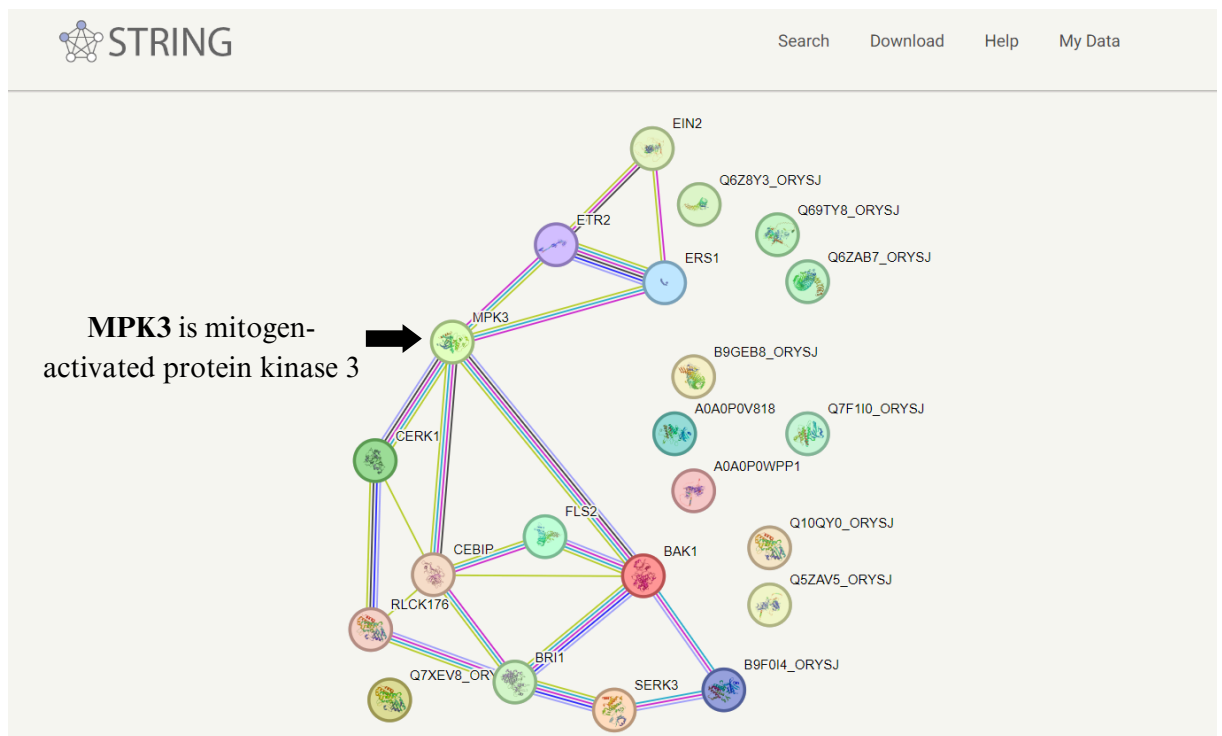 STRING
Search Download Help My Data
EIN2
Q6Z8Y3_ORYSJ
ETR2
Q69TY8_ORYSJ
ERS1
Q6ZAB7_ORYSJ
MPK3
MPK3 is mitogen-
activated protein kinase 3
B9GEB8_ORYSJ
A0A0P0V818
Q7F1I0_ORYSJ
CERK1
A0A0P0WPP1
FLS2
Q10QY0_ORYSJ
CEBIP
BAK1
Q5ZAV5_ORYSJ
RLCK176
BRI1
B9F0I4_ORYSJ
Q7XEV8_ORY
SERK3